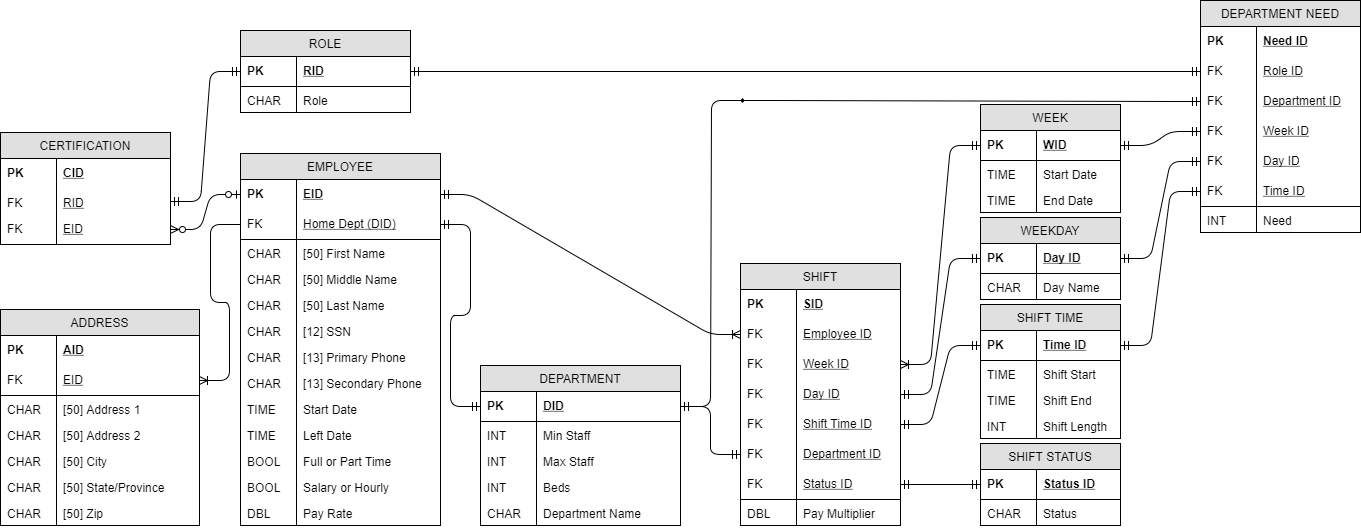 DEPARTMENT NEED
PK Need ID
FK Role ID
FK Department ID
FK Week ID
FK Day ID
FK Time ID
INT Need
ROLE
PK RID
CHAR Role
CERTIFICATION
PK CID
FK RID
FK EID
EMPLOYEE
PK EID
FK Home Dept (DID)
CHAR [50] First Name
CHAR [50] Middle Name
CHAR [50] Last Name
CHAR [12] SSN
CHAR [13] Primary Phone
CHAR [13] Secondary Phone
TIME Start Date
TIME Left Date
BOOL Full or Part Time
BOOL Salary or Hourly
DBL Pay Rate
ADDRESS
PK AID
FK EID
CHAR [50] Address 1
CHAR [50] Address 2
CHAR [50] City
CHAR [50] State/Province
CHAR [50] Zip
DEPARTMENT
PK DID
INT Min Staff
INT Max Staff
INT Beds
CHAR Department Name
SHIFT
PK SID
FK Employee ID
FK Week ID
FK Day ID
FK Shift Time ID
FK Department ID
FK Status ID
DBL Pay Multiplier
WEEK
PK WID
TIME Start Date
TIME End Date
WEEKDAY
PK Day ID
CHAR Day Name
SHIFT TIME
PK Time ID
TIME Shift Start
TIME Shift End
INT Shift Length
SHIFT STATUS
PK Status ID
CHAR Status